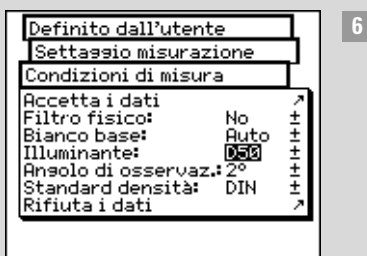 Definito dall'utente
Settaggio misurazione
Condizioni di misura
Accetta i dati ↗
Filtro fisico: No ±
Bianco base: Auto ±
Illuminante: D50 ±
Angolo di osservaz.: 2° ±
Standard densità: DIN ±
Rifiuta i dati ↗
6